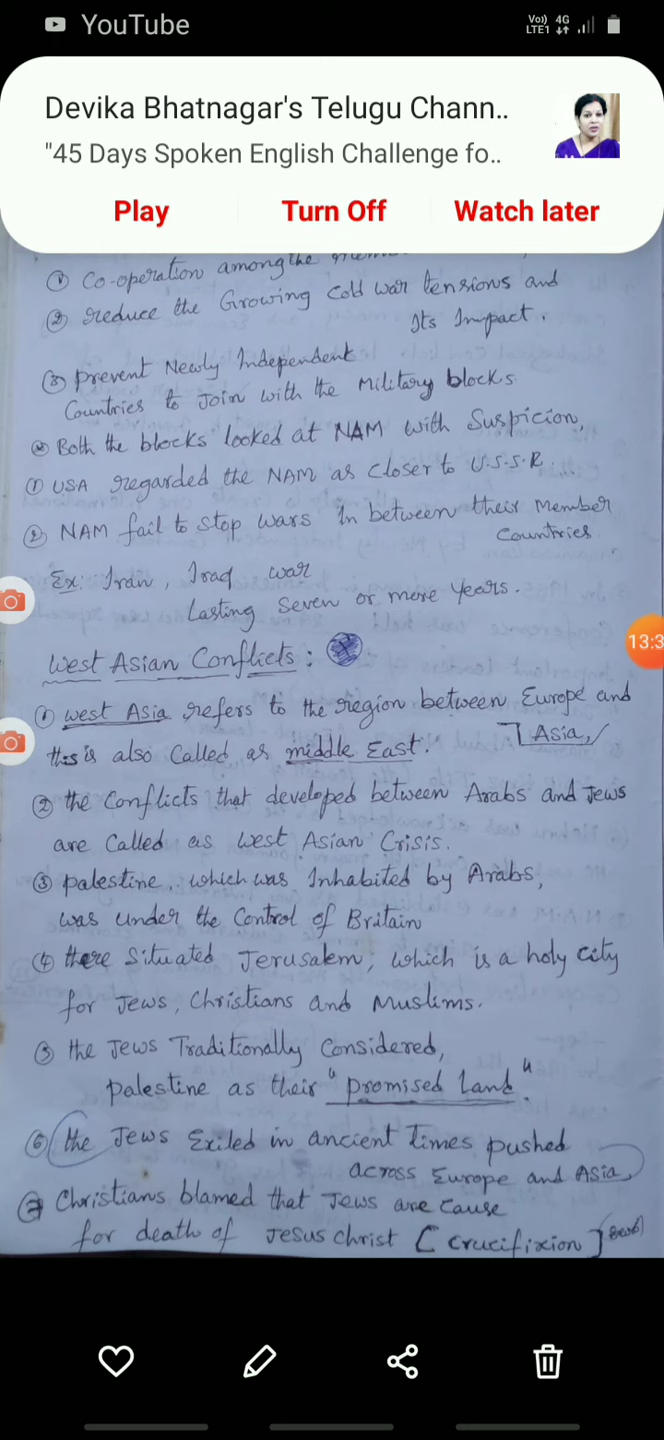 YouTube
Vo)) 4G
LTE1
Devika Bhatnagar's Telugu Chann..
"45 Days Spoken English Challenge fo..
Play Turn Off Watch later
① Co-operation among the
② reduce the Growing Cold war tensions and
Its Impact.
③ prevent Newly Independent
Countries to Join with the Military blocks.
Both the blocks looked at NAM with Suspicion,
① USA regarded the NAM as closer to U.S.S.R.
② NAM fail to stop wars In between their Member
Countries.
Ex: Iran, Iraq war
Lasting Seven or more Years.
13:3
West Asian Conflicts:
① West Asia refers to the region between Europe and
Asia,
this is also Called as middle East.
② the Conflicts that developed between Arabs and Jews
are Called as West Asian Crisis.
③ palestine.. which was Inhabited by Arabs,
was under the Control of Britain
④ there Situated Jerusalem, which is a holy city
for Jews, Christians and Muslims.
⑤ the Jews Traditionally Considered,
palestine as their "promised Land".
⑥ the Jews Exiled in ancient Times pushed
across Europe and Asia,
⑦ Christians blamed that Jews are cause
for death of Jesus christ [crucifixion]